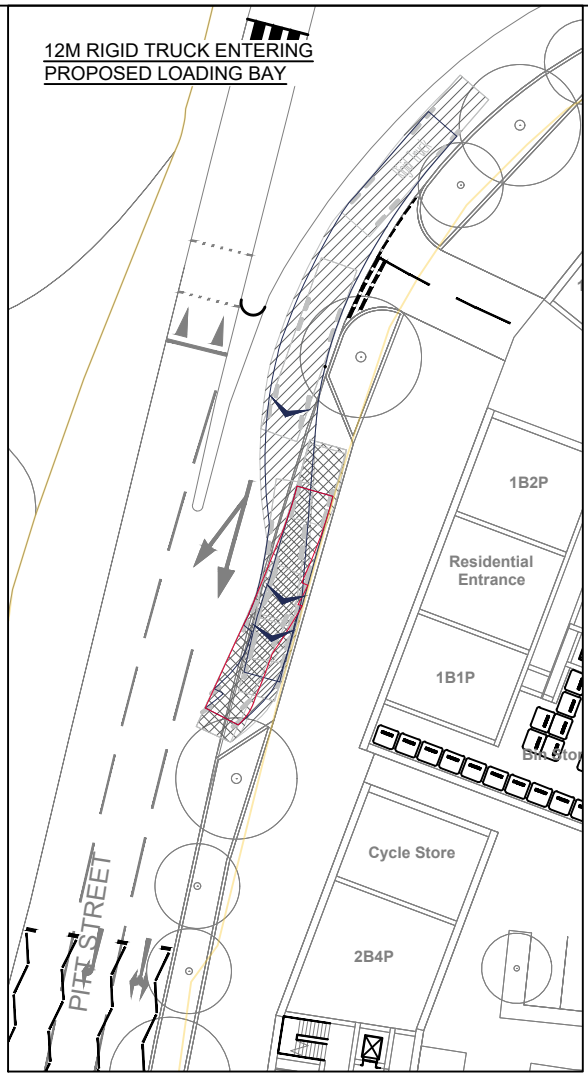 12M RIGID TRUCK ENTERING
PROPOSED LOADING BAY
1B2P
Residential
Entrance
1B1P
Cycle Store
2B4P
PITT STREET